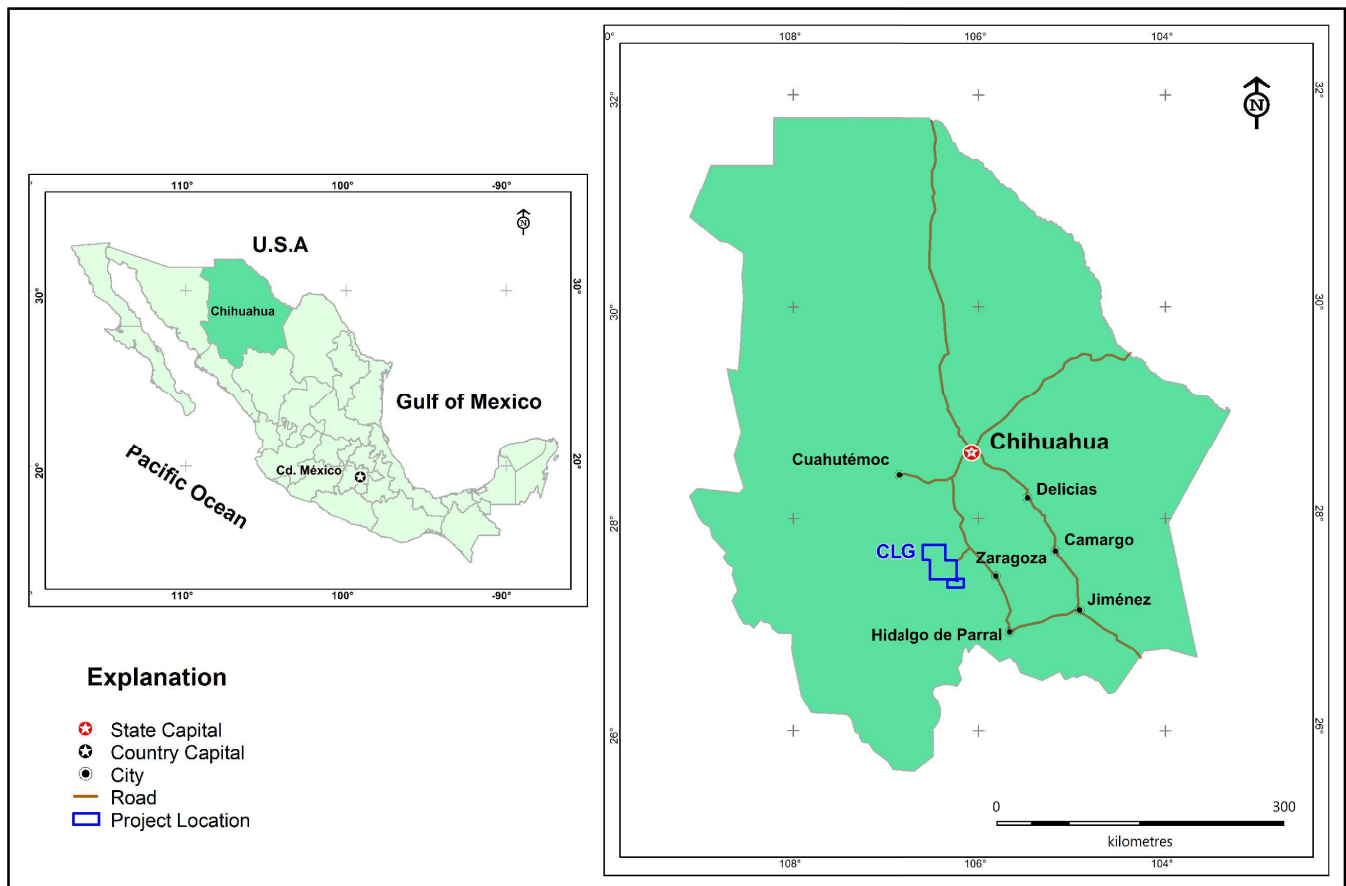 110°
100°
-90°
U.S.A
N
30°
30°
Chihuahua
Gulf of Mexico
20°
20°
Cd. México
Pacific Ocean
110°
100°
-90°
Explanation
State Capital
Country Capital
City
Road
Project Location
0°
108°
106°
104°
32°
32°
N
30°
30°
Chihuahua
Cuahutémoc
Delicias
28°
28°
CLG
Camargo
Zaragoza
Jiménez
Hidalgo de Parral
26°
26°
0
300
kilometres
108°
106°
104°